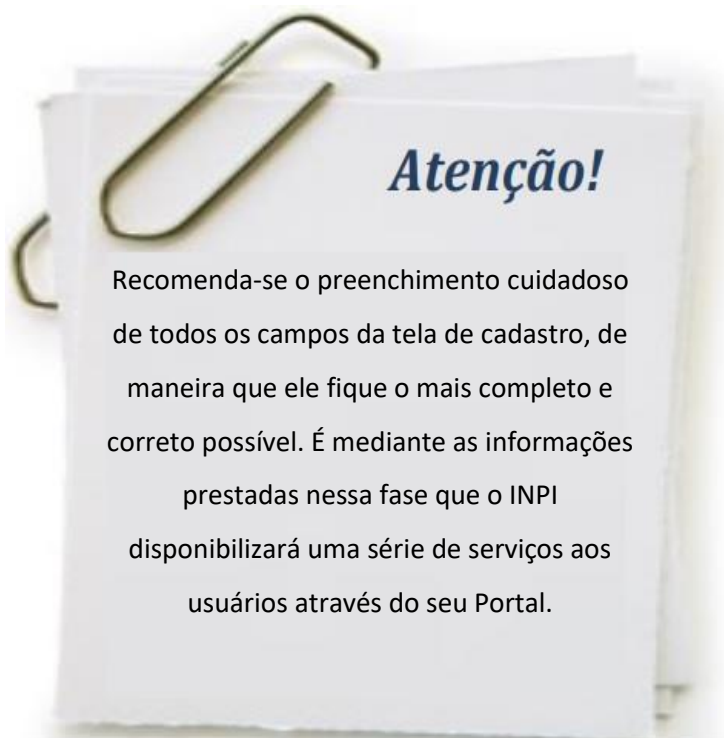 Atenção!
Recomenda-se o preenchimento cuidadoso
de todos os campos da tela de cadastro, de
maneira que ele fique o mais completo e
correto possível. É mediante as informações
prestadas nessa fase que o INPI
disponibilizará uma série de serviços aos
usuários através do seu Portal.